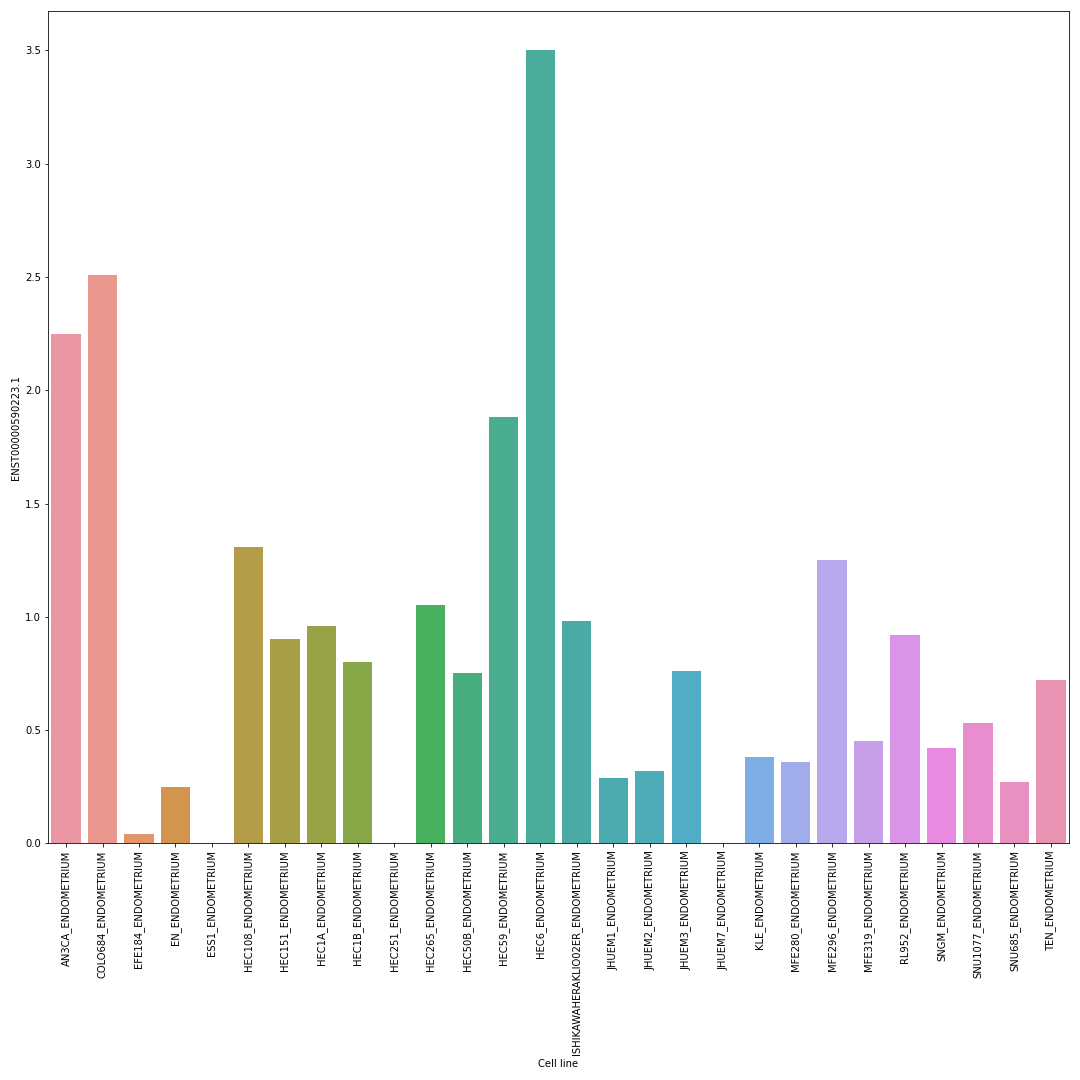 3.5
3.0
2.5
2.0
1.5
1.0
0.5
0.0
ENST00000590223.1
AN3CA_ENDOMETRIUM
COLO684_ENDOMETRIUM
EFE184_ENDOMETRIUM
EN_ENDOMETRIUM
ESS1_ENDOMETRIUM
HEC108_ENDOMETRIUM
HEC151_ENDOMETRIUM
HEC1A_ENDOMETRIUM
HEC1B_ENDOMETRIUM
HEC251_ENDOMETRIUM
HEC265_ENDOMETRIUM
HEC50B_ENDOMETRIUM
HEC59_ENDOMETRIUM
HEC6_ENDOMETRIUM
ISHIKAWAHERAKLIO02ER_ENDOMETRIUM
JHUEM1_ENDOMETRIUM
JHUEM2_ENDOMETRIUM
JHUEM3_ENDOMETRIUM
JHUEM7_ENDOMETRIUM
KLE_ENDOMETRIUM
MFE280_ENDOMETRIUM
MFE296_ENDOMETRIUM
MFE319_ENDOMETRIUM
RL952_ENDOMETRIUM
SNGM_ENDOMETRIUM
SNU1077_ENDOMETRIUM
SNU685_ENDOMETRIUM
TEN_ENDOMETRIUM
Cell line